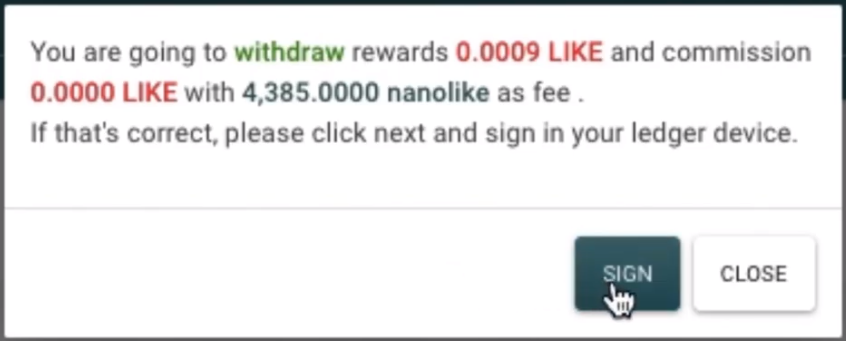 You are going to withdraw rewards 0.0009 LIKE and commission
0.0000 LIKE with 4,385.0000 nanolike as fee .
If that's correct, please click next and sign in your ledger device.
SIGN CLOSE